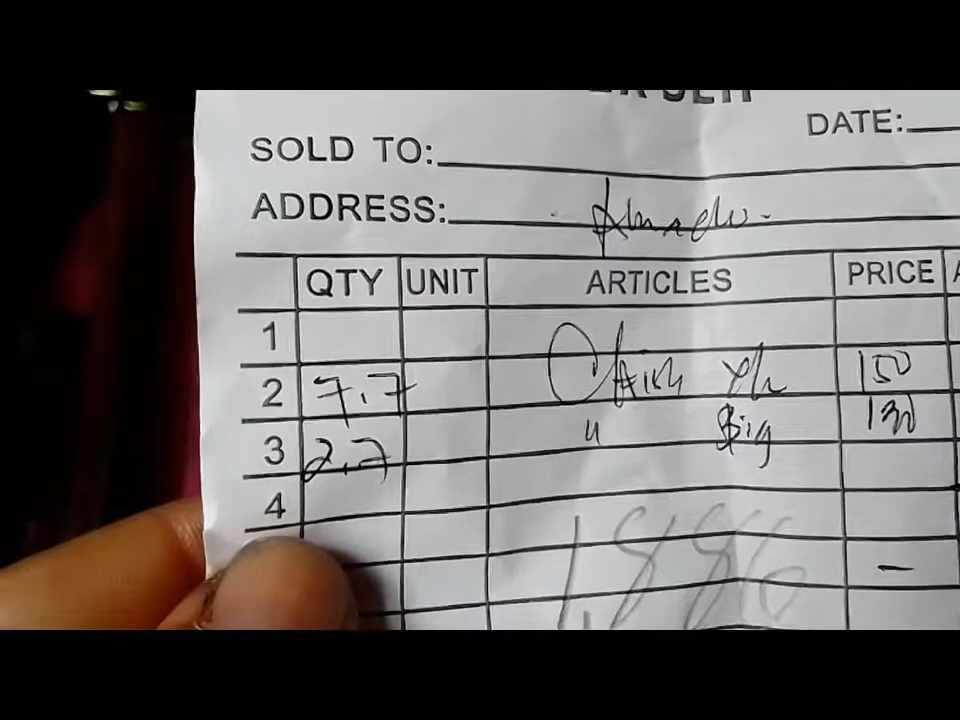 DATE:
SOLD TO:
ADDRESS:
QTY UNIT ARTICLES PRICE
1
2 7.7 150
3 2.7 " Big 130
4
1,886 -